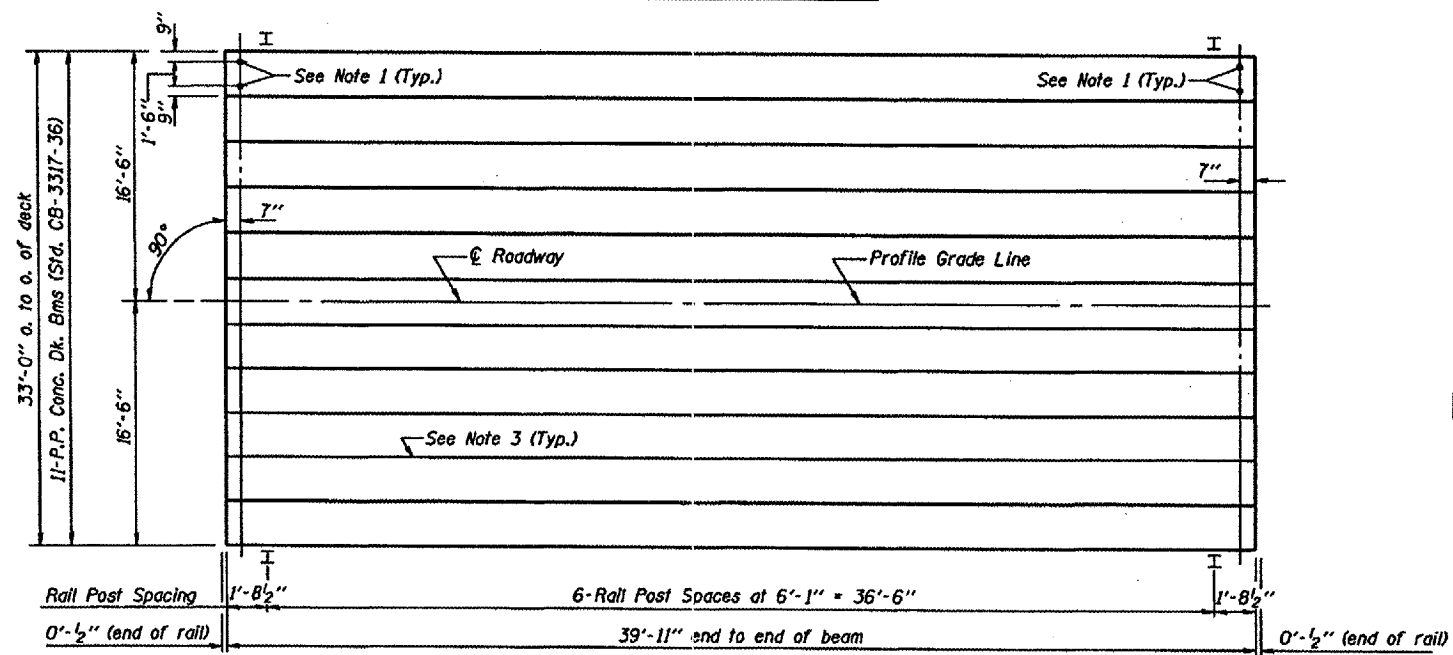 9"
See Note 1 (Typ.)
See Note 1 (Typ.)
1'-6"
9"
7"
7"
90°
16'-6"
16'-6"
33'-0" o. to o. of deck
11-P.P. Conc. Dk. Bms (Std. CB-3317-36)
℄ Roadway
Profile Grade Line
See Note 3 (Typ.)
Rail Post Spacing
1'-8½"
6-Rail Post Spaces at 6'-1" = 36'-6"
1'-8½"
0'-½" (end of rail)
39'-11" end to end of beam
0'-½" (end of rail)